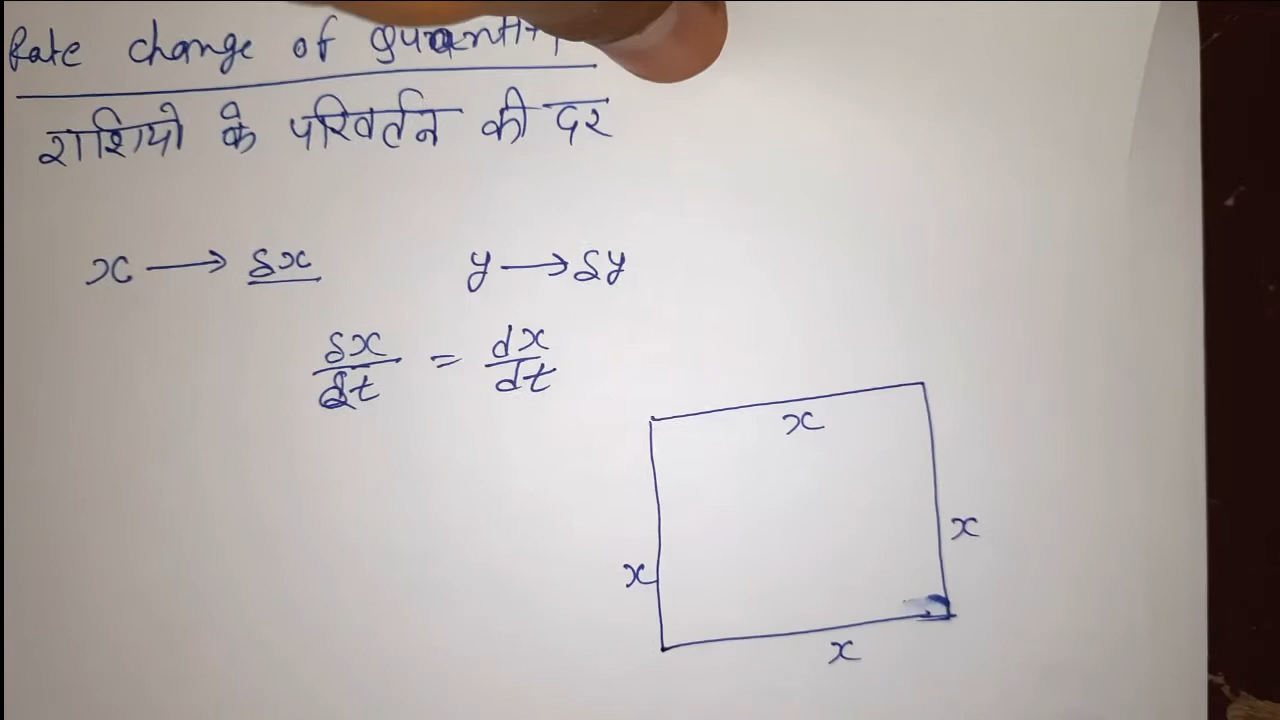 Rate change of
राशियो के परिवर्तन की दर
x → δx y → δy
δx/δt = dx/dt
x
x
x
x